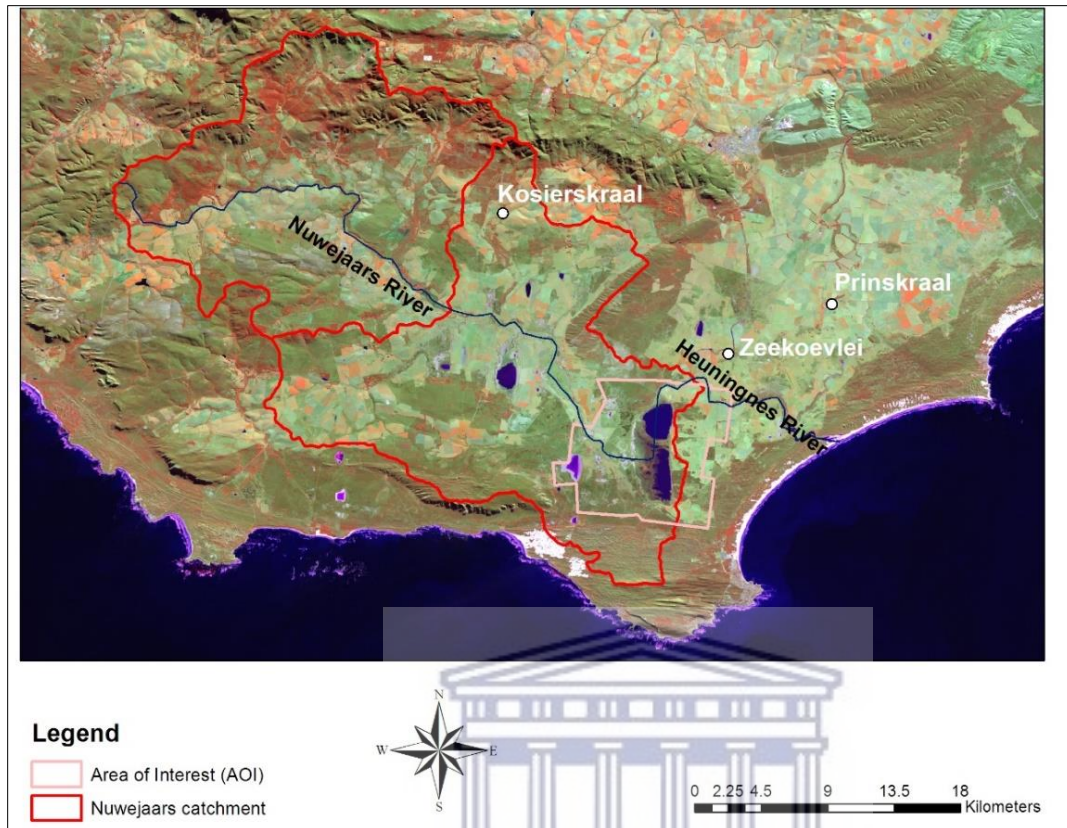 Kosierskraal
Nuwejaars River
Prinskraal
Zeekoevlei
Heuningnes River
Legend
Area of Interest (AOI)
Nuwejaars catchment
N
W
E
S
0 2.25 4.5 9 13.5 18
Kilometers